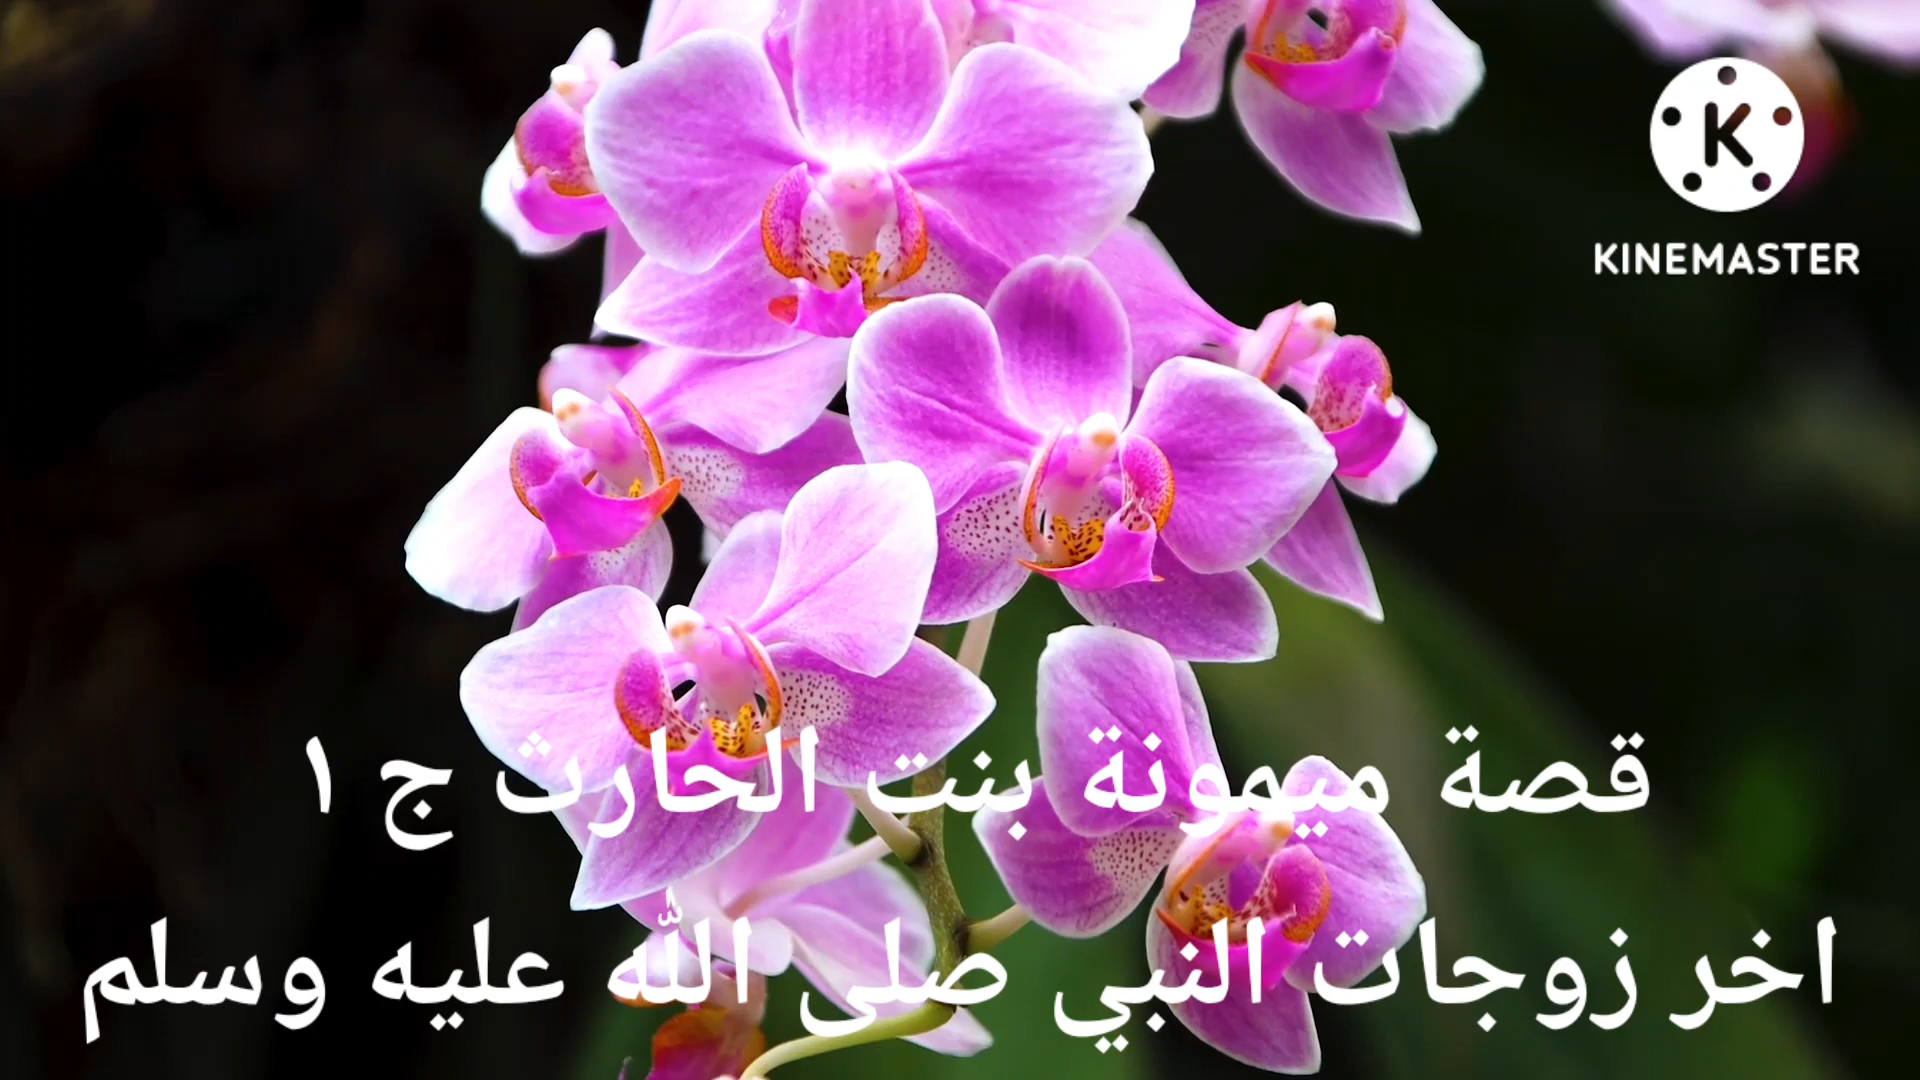 KINEMASTER
قصة ميمونة بنت الحارث ج ١
اخر زوجات النبي صلى الله عليه وسلم